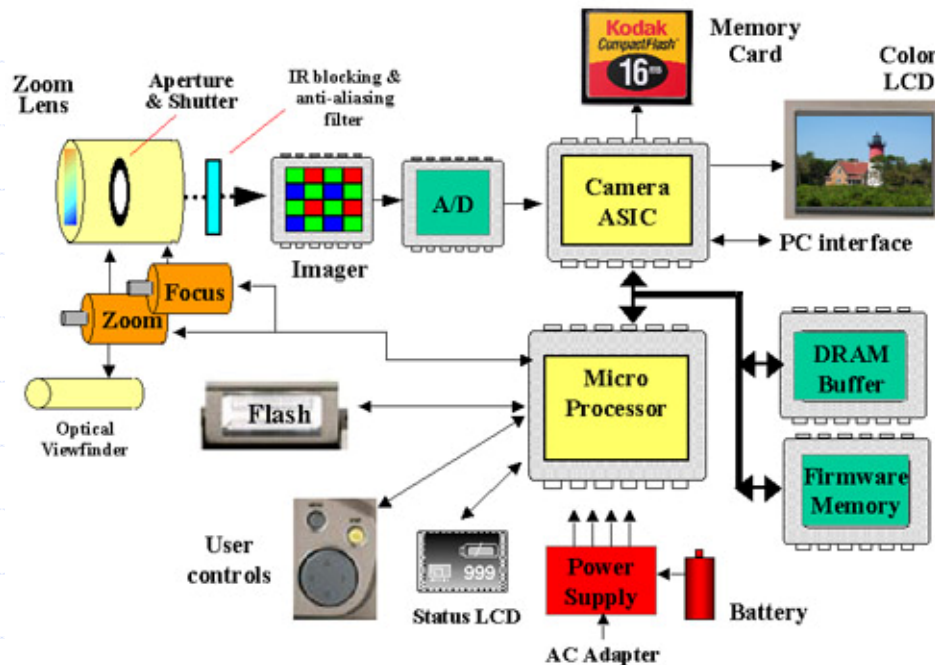 Zoom
Lens
Aperture
& Shutter
IR blocking &
anti-aliasing
filter
Kodak
CompactFlash
16
Memory
Card
Color
LCD
Imager
A/D
Camera
ASIC
PC interface
Focus
Zoom
Optical
Viewfinder
Flash
Micro
Processor
DRAM
Buffer
Firmware
Memory
User
controls
999
Status LCD
Power
Supply
Battery
AC Adapter